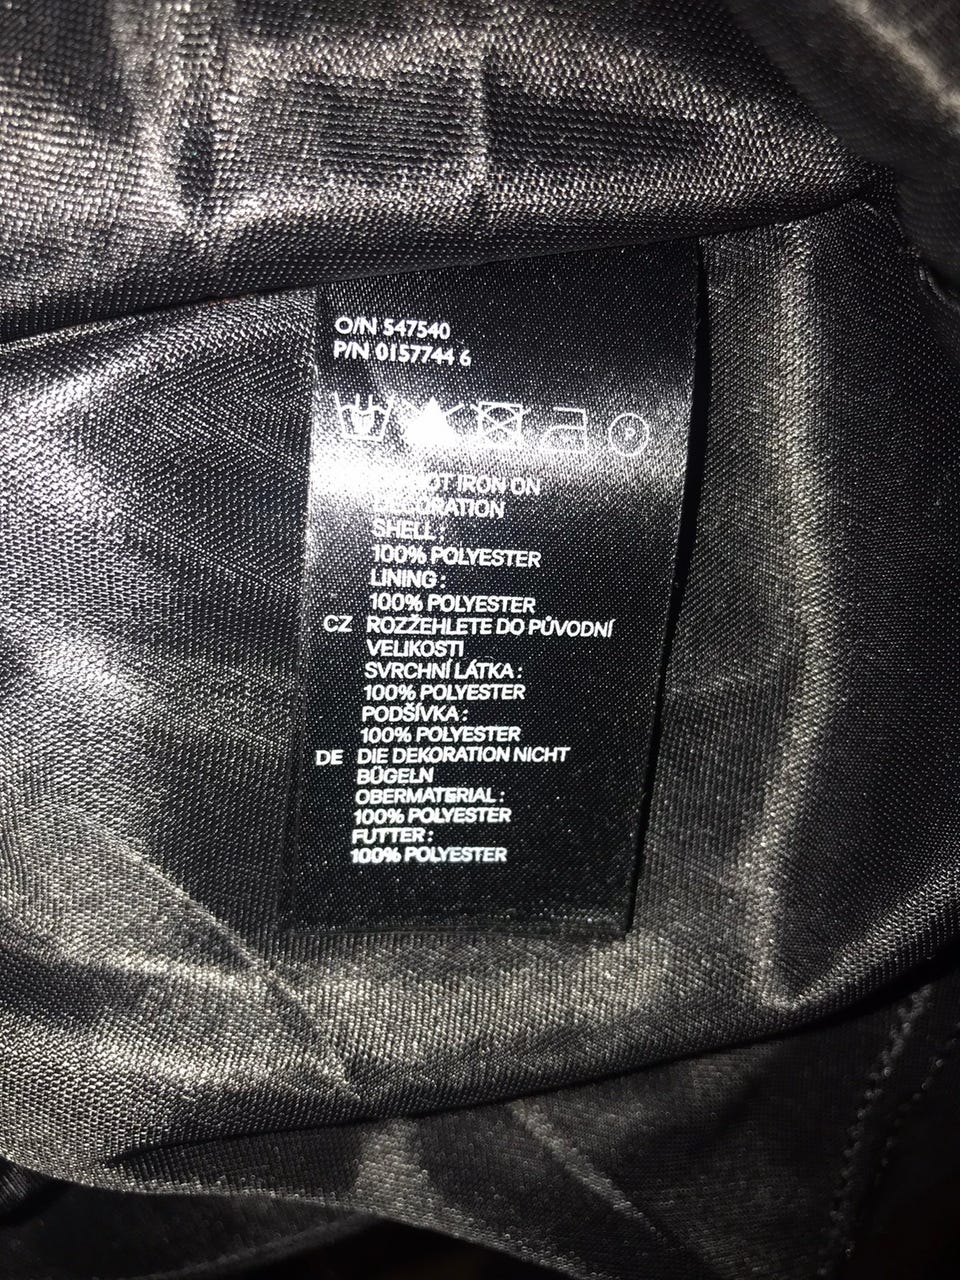 O/N 547540
P/N 0157744 6
NOT IRON ON
DECORATION
SHELL :
100% POLYESTER
LINING :
100% POLYESTER
CZ ROZŽEHLETE DO PŮVODNÍ
VELIKOSTI
SVRCHNÍ LÁTKA :
100% POLYESTER
PODŠÍVKA :
100% POLYESTER
DE DIE DEKORATION NICHT
BÜGELN
OBERMATERIAL :
100% POLYESTER
FUTTER :
100% POLYESTER